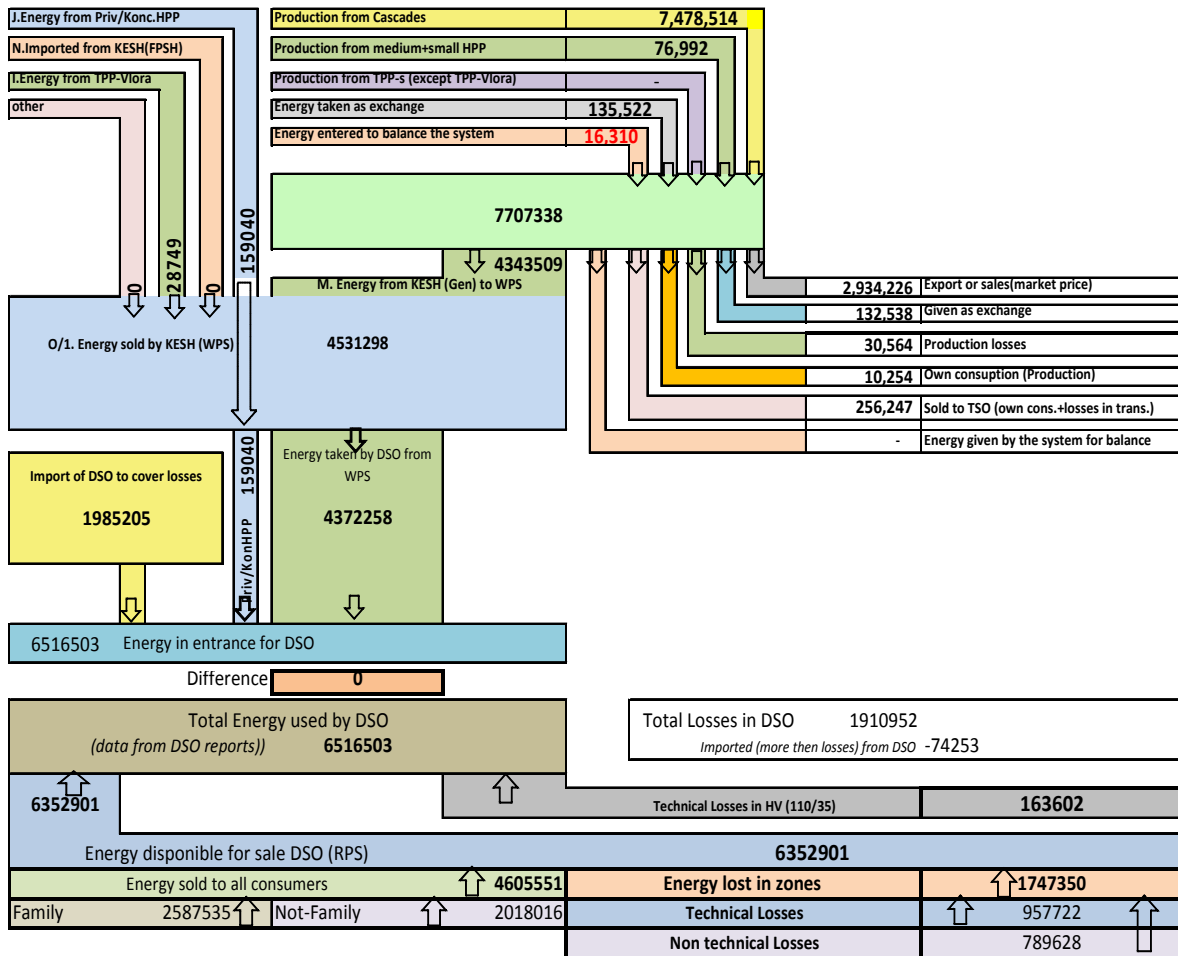 J.Energy from Priv/Konc.HPP
N.Imported from KESH(FPSH)
I.Energy from TPP-Vlora
other
Production from Cascades 7,478,514
Production from medium+small HPP 76,992
Production from TPP-s (except TPP-Vlora) -
Energy taken as exchange 135,522
Energy entered to balance the system 16,310
7707338
0
28749
0
159040
4343509
M. Energy from KESH (Gen) to WPS
2,934,226 Export or sales(market price)
132,538 Given as exchange
30,564 Production losses
10,254 Own consuption (Production)
256,247 Sold to TSO (own cons.+losses in trans.)
- Energy given by the system for balance
O/1. Energy sold by KESH (WPS) 4531298
Import of DSO to cover losses
1985205
159040
Priv/KonHPP
Energy taken by DSO from
WPS
4372258
6516503 Energy in entrance for DSO
Difference 0
Total Energy used by DSO
(data from DSO reports)) 6516503
Total Losses in DSO 1910952
Imported (more then losses) from DSO -74253
6352901
Technical Losses in HV (110/35) 163602
Energy disponible for sale DSO (RPS) 6352901
Energy sold to all consumers 4605551 Energy lost in zones 1747350
Family 2587535 Not-Family 2018016 Technical Losses 957722
Non technical Losses 789628